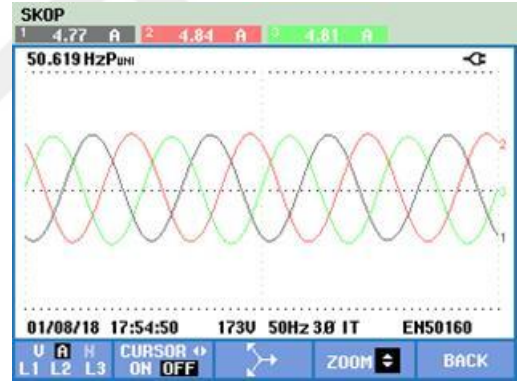 SKOP
1 4.77 A 2 4.84 A 3 4.81 A
50.619 HzPUNI
2
3
1
01/08/18 17:54:50 173V 50Hz 3Ø IT EN50160
V A N
L1 L2 L3
CURSOR
ON OFF
ZOOM
BACK